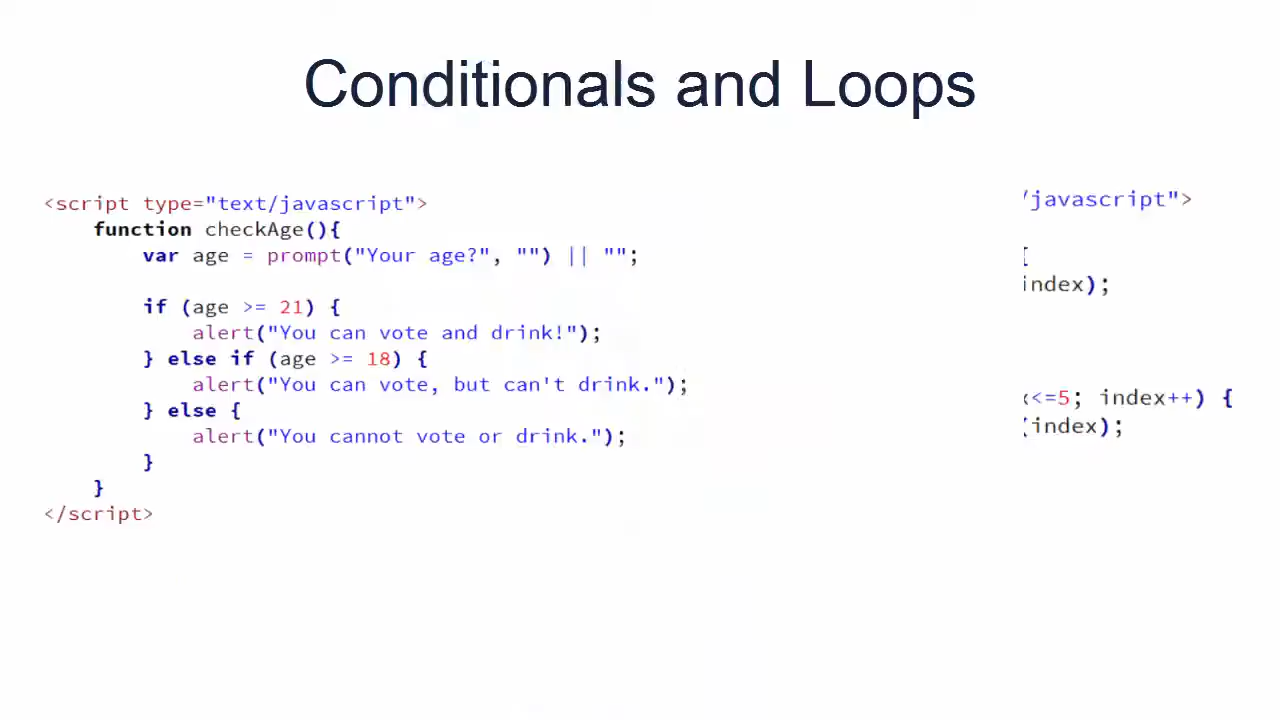 Conditionals and Loops
<script type="text/javascript">
function checkAge(){
var age = prompt("Your age?", "") || "";
if (age >= 21) {
alert("You can vote and drink!");
} else if (age >= 18) {
alert("You can vote, but can't drink.");
} else {
alert("You cannot vote or drink.");
}
}
</script>
/javascript">
{
index);
<=5; index++) {
(index);